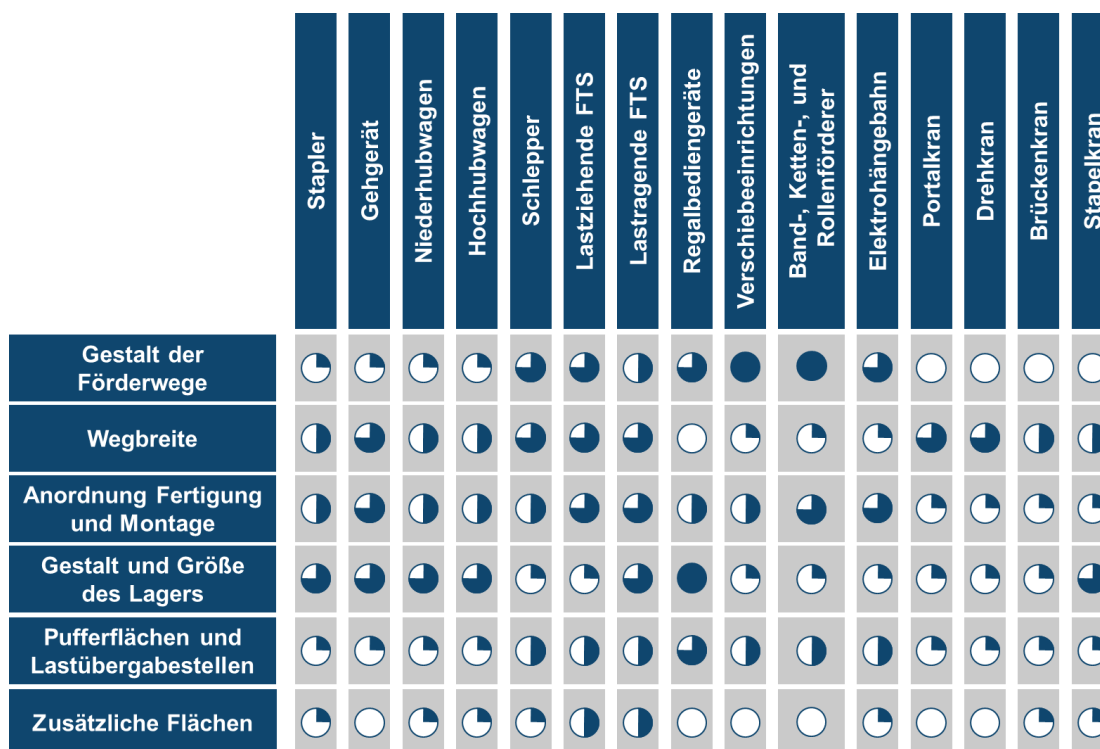 Stapler
Gehgerät
Niederhubwagen
Hochhubwagen
Schlepper
Lastziehende FTS
Lastragende FTS
Regalbediengeräte
Verschiebeeinrichtungen
Band-, Ketten-, und
Rollenförderer
Elektrohängebahn
Portalkran
Drehkran
Brückenkran
Stapelkran
Gestalt der
Förderwege
Wegbreite
Anordnung Fertigung
und Montage
Gestalt und Größe
des Lagers
Pufferflächen und
Lastübergabestellen
Zusätzliche Flächen